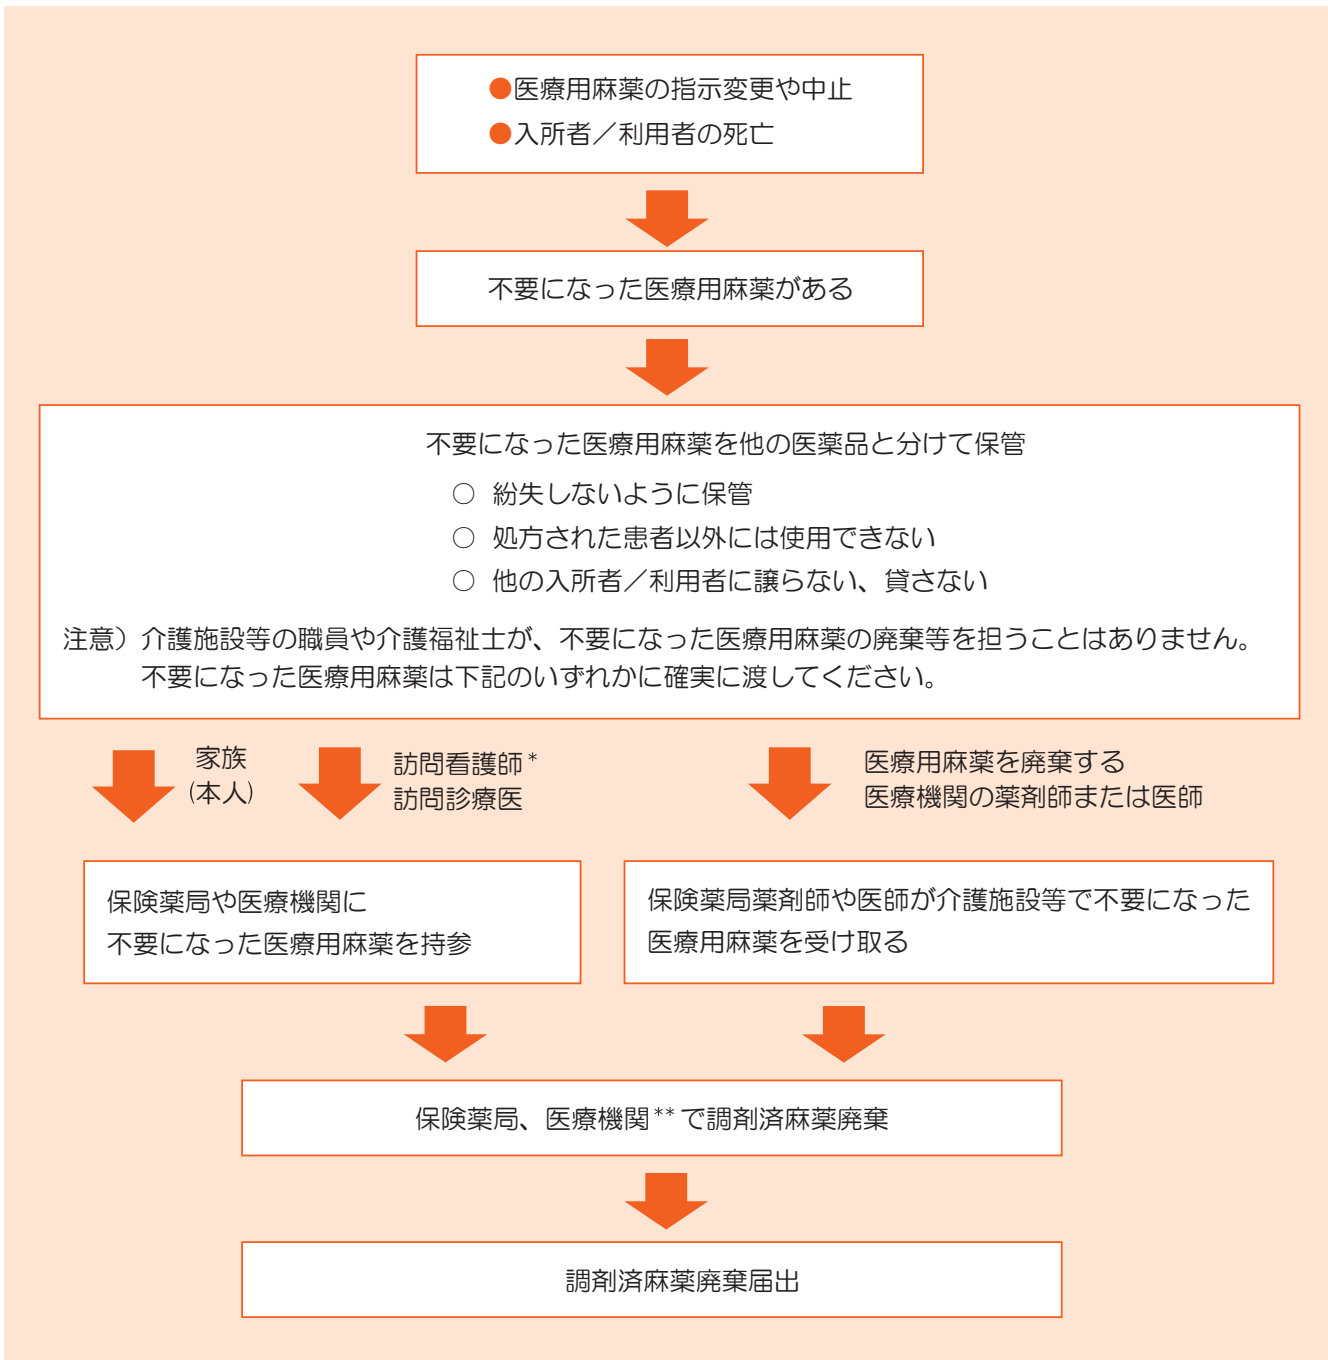 ●医療用麻薬の指示変更や中止
●入所者／利用者の死亡
不要になった医療用麻薬がある
不要になった医療用麻薬を他の医薬品と分けて保管
○ 紛失しないように保管
○ 処方された患者以外には使用できない
○ 他の入所者／利用者に譲らない、貸さない
注意）介護施設等の職員や介護福祉士が、不要になった医療用麻薬の廃棄等を担うことはありません。
不要になった医療用麻薬は下記のいずれかに確実に渡してください。
家族
(本人)
訪問看護師*
訪問診療医
医療用麻薬を廃棄する
医療機関の薬剤師または医師
保険薬局や医療機関に
不要になった医療用麻薬を持参
保険薬局薬剤師や医師が介護施設等で不要になった
医療用麻薬を受け取る
保険薬局、医療機関**で調剤済麻薬廃棄
調剤済麻薬廃棄届出